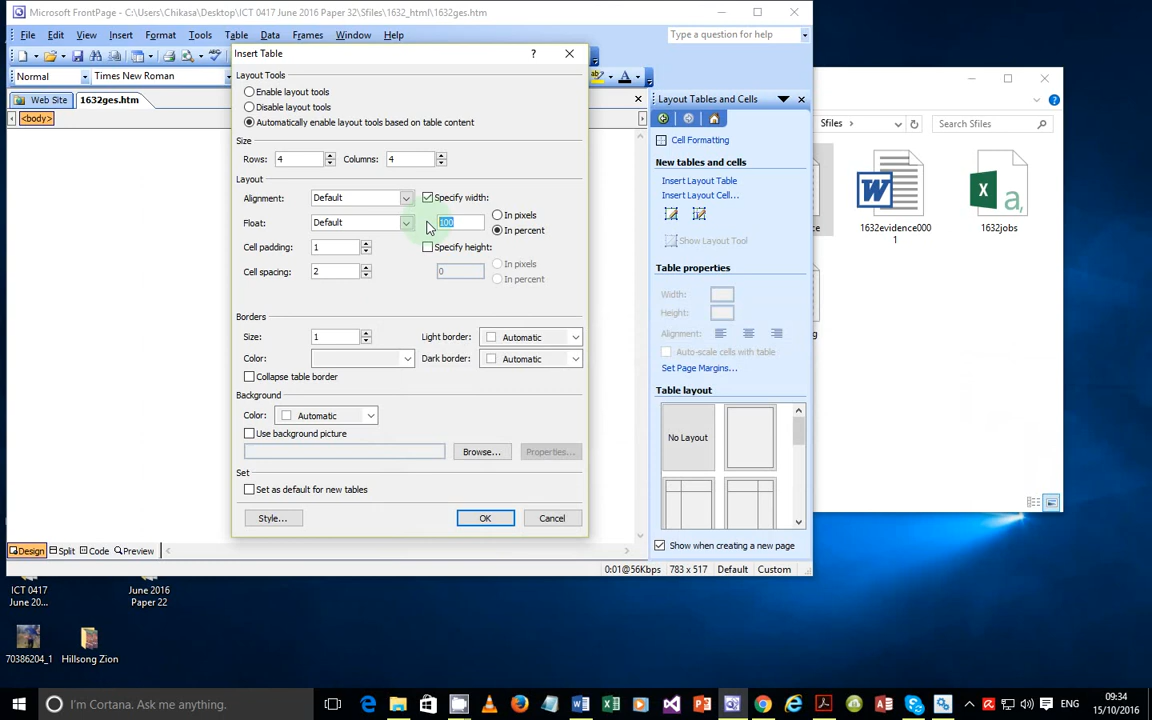 Microsoft FrontPage - C:\Users\Chikasa\Desktop\ICT 0417 June 2016 Paper 32\Sfiles\1632_html\1632ges.htm
File Edit View Insert Format Tools Table Data Frames Window Help
Type a question for help
Normal
Times New Roman
Web Site
1632ges.htm
<body>
Insert Table
Layout Tools
Enable layout tools
Disable layout tools
Automatically enable layout tools based on table content
Size
Rows: 4 Columns: 4
Layout
Alignment: Default Specify width:
Float: Default 100 In pixels
In percent
Cell padding: 1 Specify height:
Cell spacing: 2 0 In pixels
In percent
Borders
Size: 1 Light border: Automatic
Color: Dark border: Automatic
Collapse table border
Background
Color: Automatic
Use background picture
Browse... Properties...
Set
Set as default for new tables
Style... OK Cancel
Layout Tables and Cells
Cell Formatting
New tables and cells
Insert Layout Table
Insert Layout Cell...
Show Layout Tool
Table properties
Width:
Height:
Alignment:
Auto-scale cells with table
Set Page Margins...
Table layout
No Layout
Show when creating a new page
Design Split Code Preview
0:01@56Kbps 783 x 517 Default Custom
Sfiles
Search Sfiles
1632evidence000
1
1632jobs
ICT 0417
June 20...
June 2016
Paper 22
70386204_1
Hillsong Zion
I'm Cortana. Ask me anything.
ENG
09:34
15/10/2016